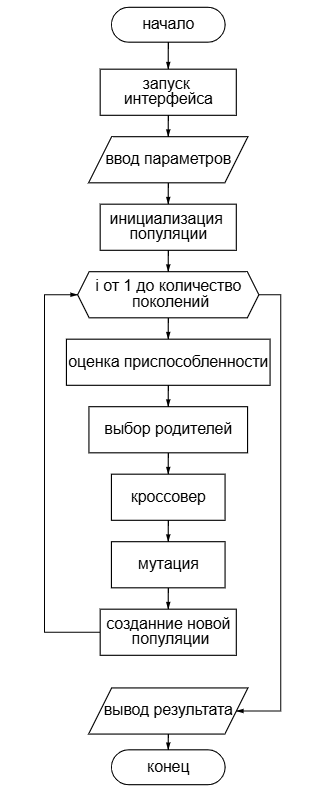 начало
запуск
интерфейса
ввод параметров
инициализация
популяции
i от 1 до количество
поколений
оценка приспособленности
выбор родителей
кроссовер
мутация
созданние новой
популяции
вывод результата
конец